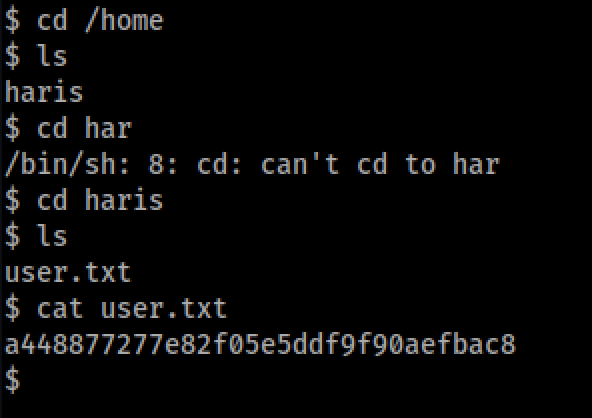 $ cd /home
$ ls
haris
$ cd har
/bin/sh: 8: cd: can't cd to har
$ cd haris
$ ls
user.txt
$ cat user.txt
a448877277e82f05e5ddf9f90aefbac8
$